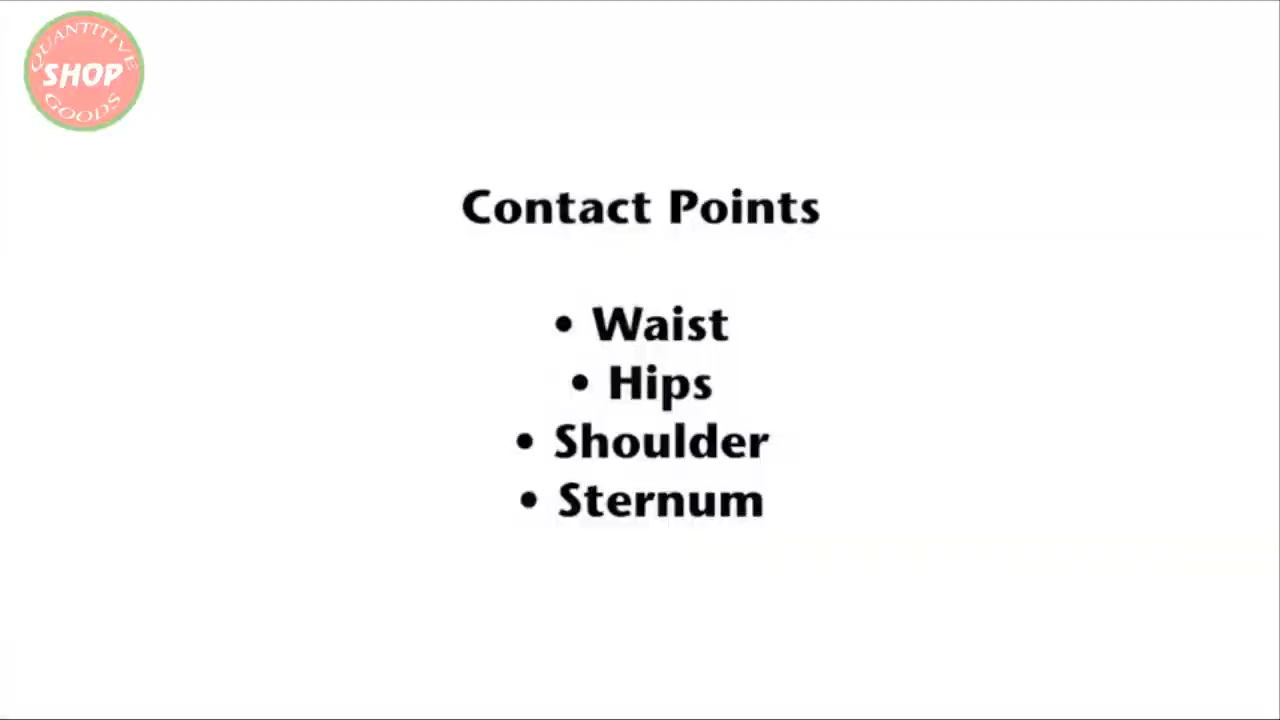 QUANTITIVE
SHOP
GOODS
Contact Points
• Waist
• Hips
• Shoulder
• Sternum